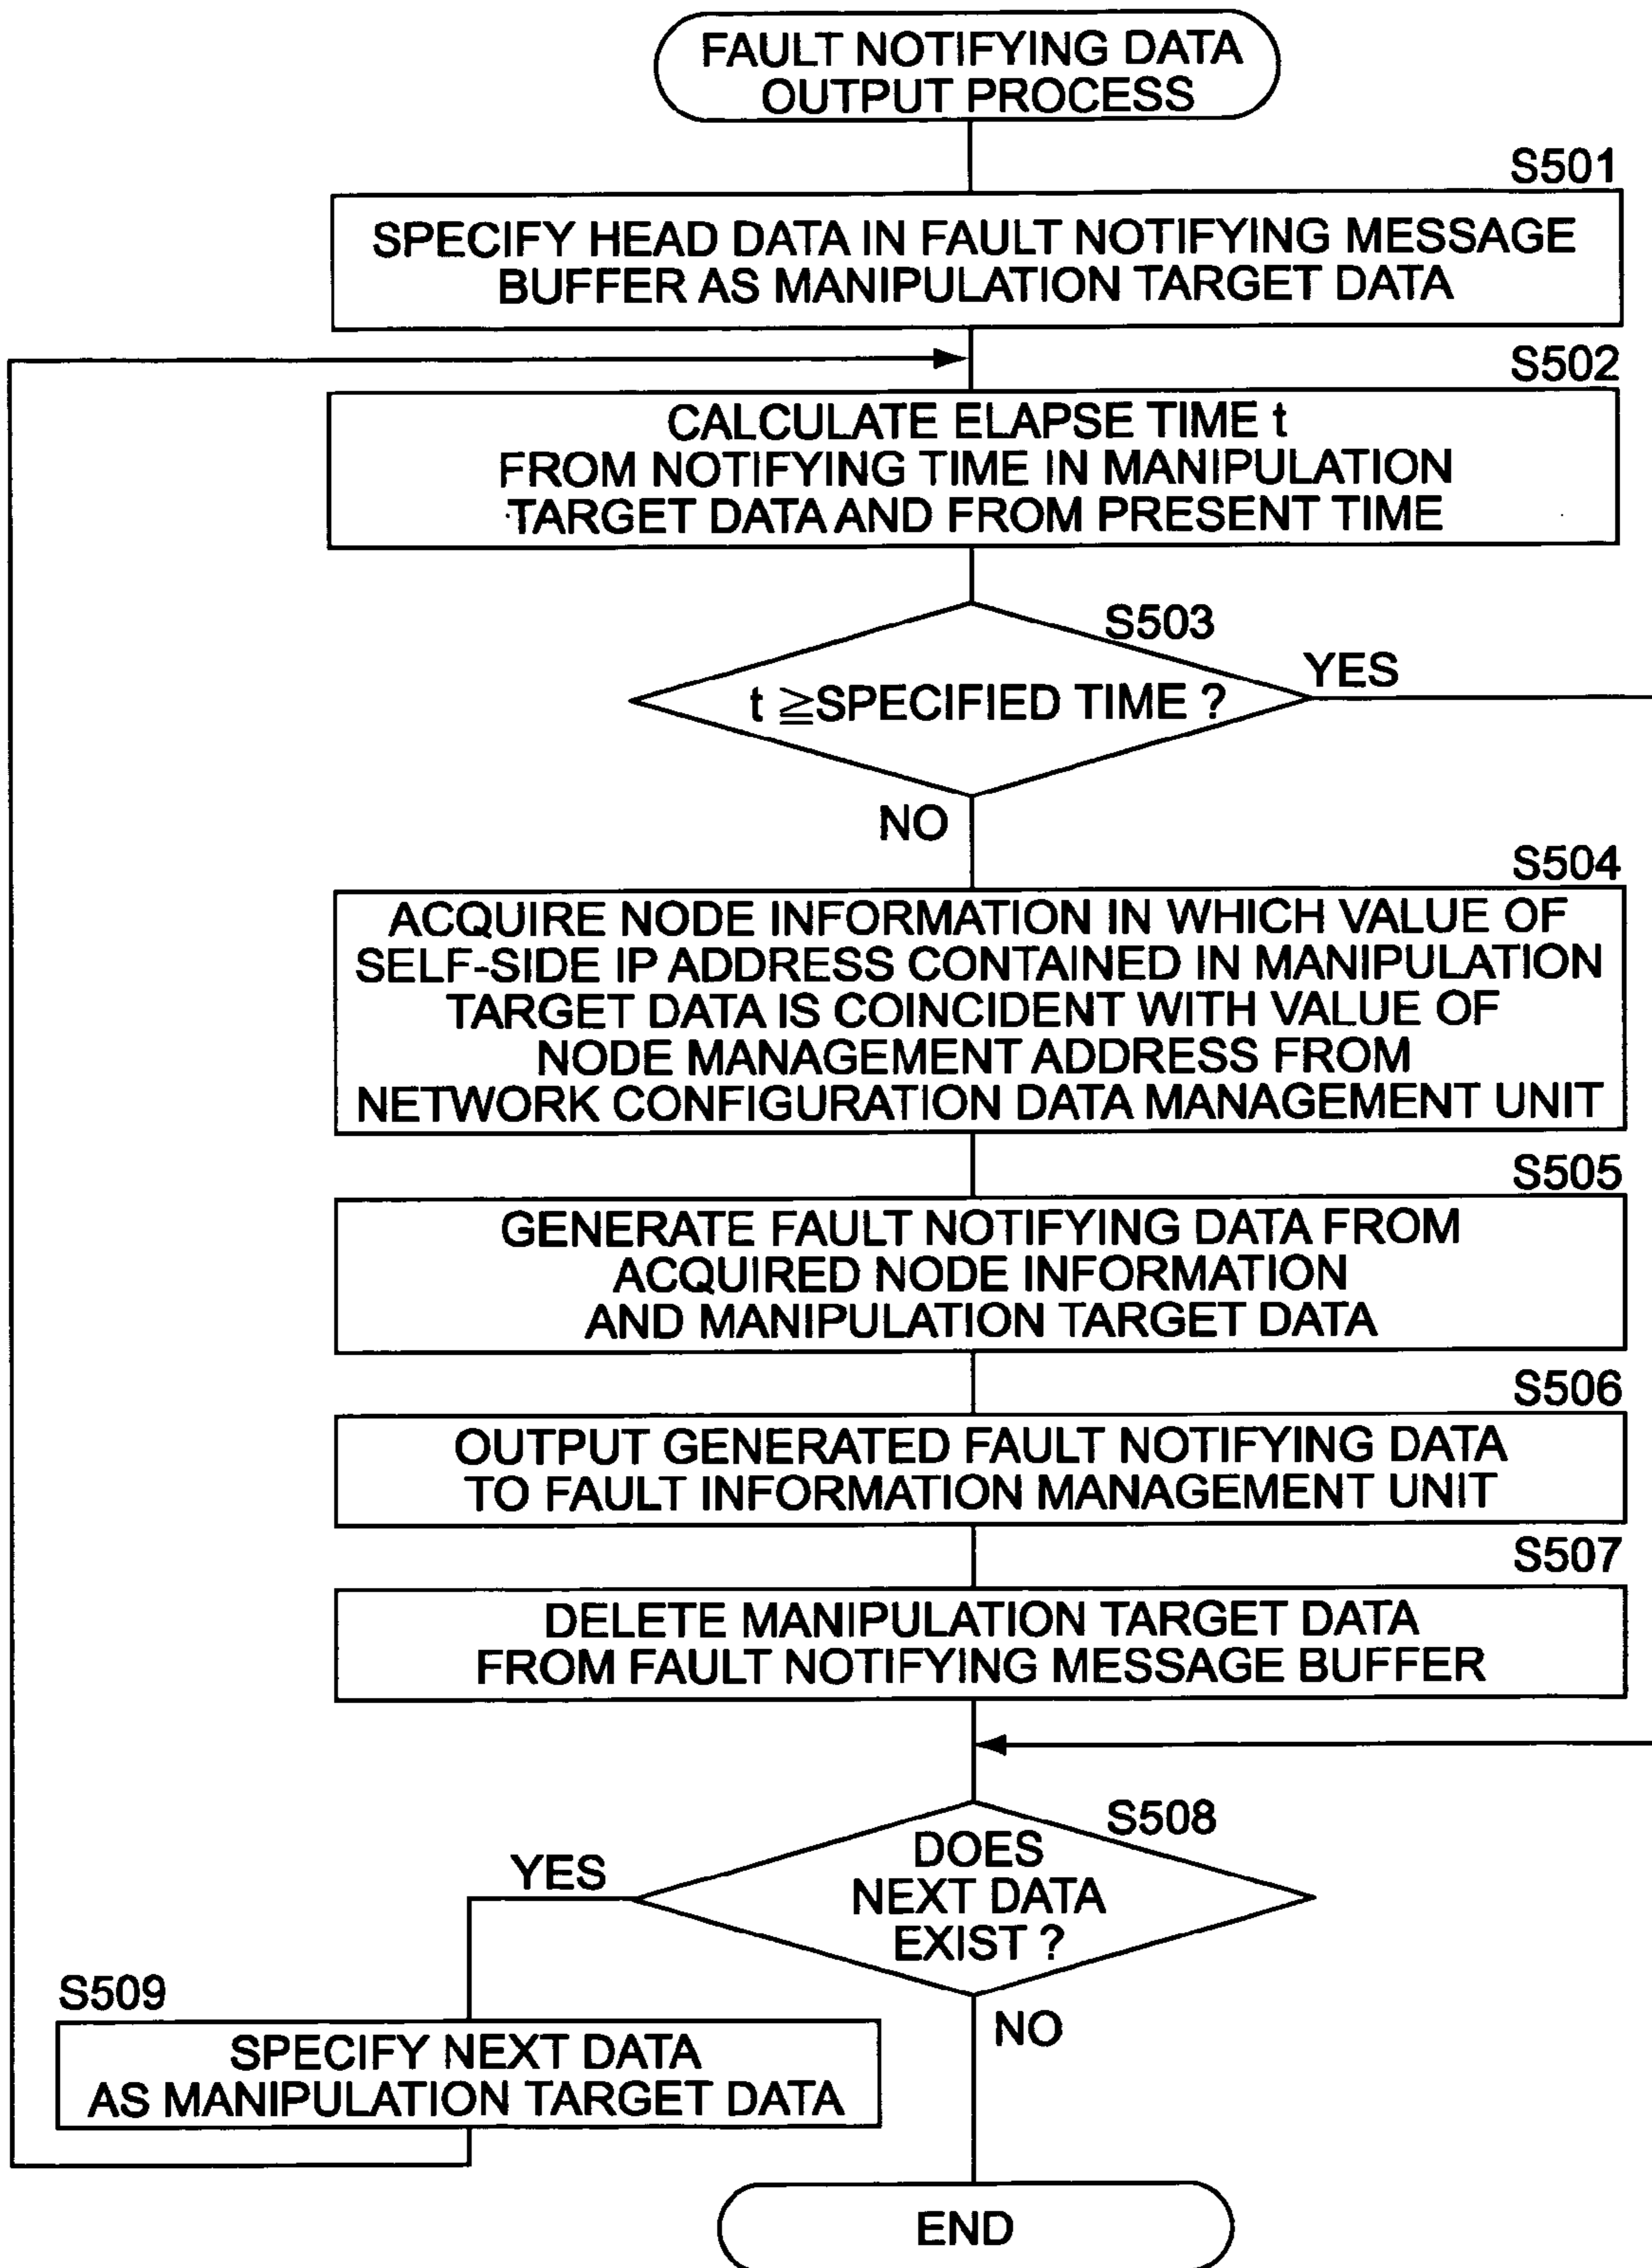 FAULT NOTIFYING DATA
OUTPUT PROCESS
S501
SPECIFY HEAD DATA IN FAULT NOTIFYING MESSAGE
BUFFER AS MANIPULATION TARGET DATA
S502
CALCULATE ELAPSE TIME t
FROM NOTIFYING TIME IN MANIPULATION
TARGET DATA AND FROM PRESENT TIME
S503
YES
t ≧SPECIFIED TIME ?
NO
S504
ACQUIRE NODE INFORMATION IN WHICH VALUE OF
SELF-SIDE IP ADDRESS CONTAINED IN MANIPULATION
TARGET DATA IS COINCIDENT WITH VALUE OF
NODE MANAGEMENT ADDRESS FROM
NETWORK CONFIGURATION DATA MANAGEMENT UNIT
S505
GENERATE FAULT NOTIFYING DATA FROM
ACQUIRED NODE INFORMATION
AND MANIPULATION TARGET DATA
S506
OUTPUT GENERATED FAULT NOTIFYING DATA
TO FAULT INFORMATION MANAGEMENT UNIT
S507
DELETE MANIPULATION TARGET DATA
FROM FAULT NOTIFYING MESSAGE BUFFER
S508
DOES
NEXT DATA
EXIST ?
YES
S509
SPECIFY NEXT DATA
AS MANIPULATION TARGET DATA
NO
END